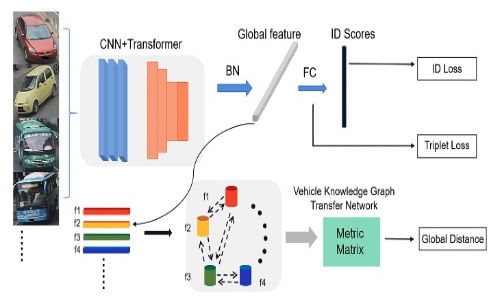 CNN+Transformer
BN
Global feature
FC
ID Scores
ID Loss
Triplet Loss
f1
f2
f3
f4
f1
f2
f3
f4
Vehicle Knowledge Graph
Transfer Network
Metric
Matrix
Global Distance